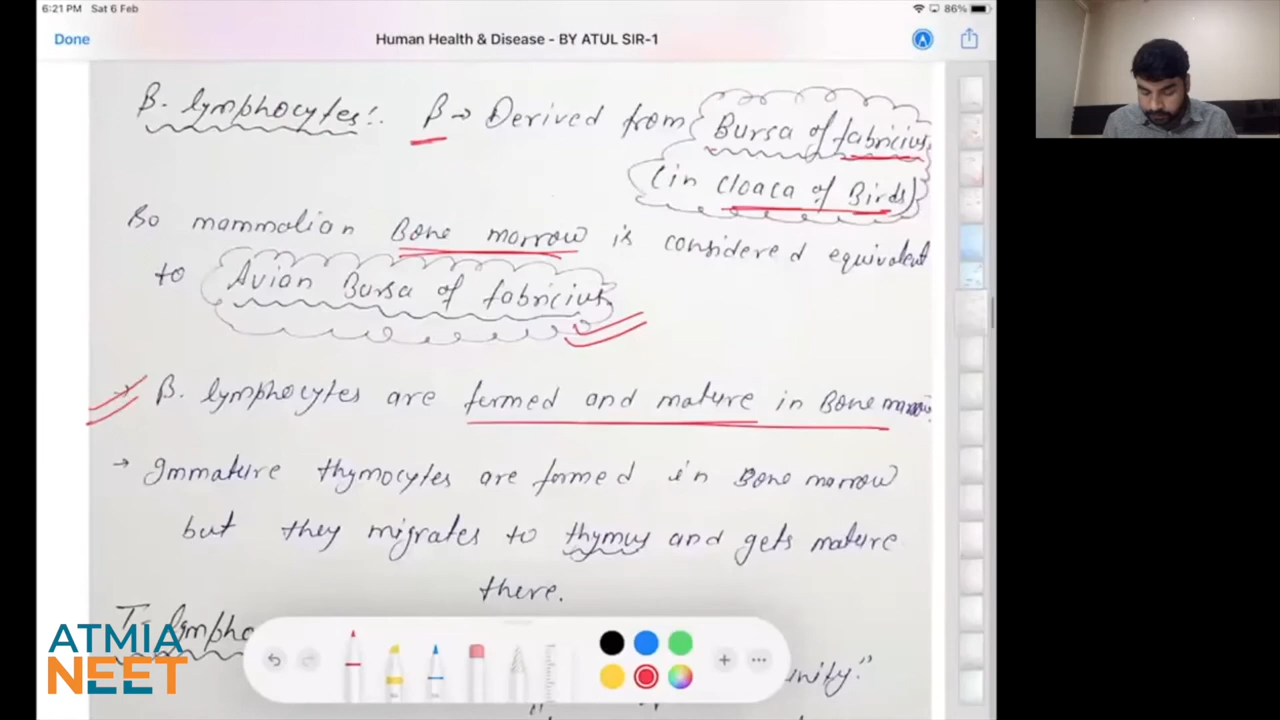 6:21 PM Sat 6 Feb
86%
Done
Human Health & Disease - BY ATUL SIR-1
B. lymphocytes:. B → Derived from Bursa of fabricius
(in Cloaca of Birds)
So mammalian Bone marrow is considered equivalent
to Avian Bursa of fabricius
→ B. lymphocytes are formed and mature in Bone marrow
→ Immature thymocytes are formed in Bone marrow
but they migrates to thymus and gets mature
there.
T- lympho
unity."
ATMIA
NEET